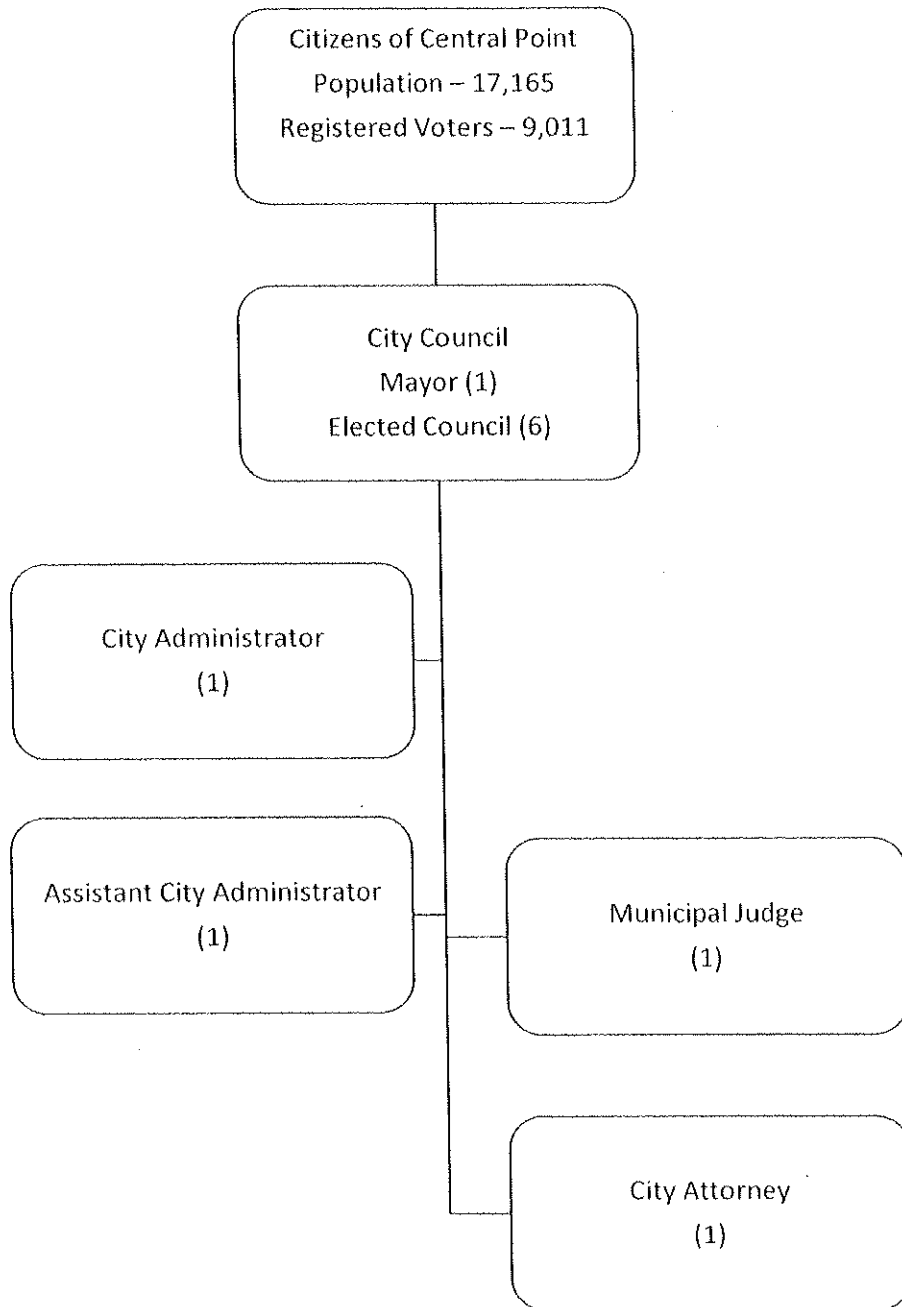 Citizens of Central Point
Population – 17,165
Registered Voters – 9,011
City Council
Mayor (1)
Elected Council (6)
City Administrator
(1)
Assistant City Administrator
(1)
Municipal Judge
(1)
City Attorney
(1)